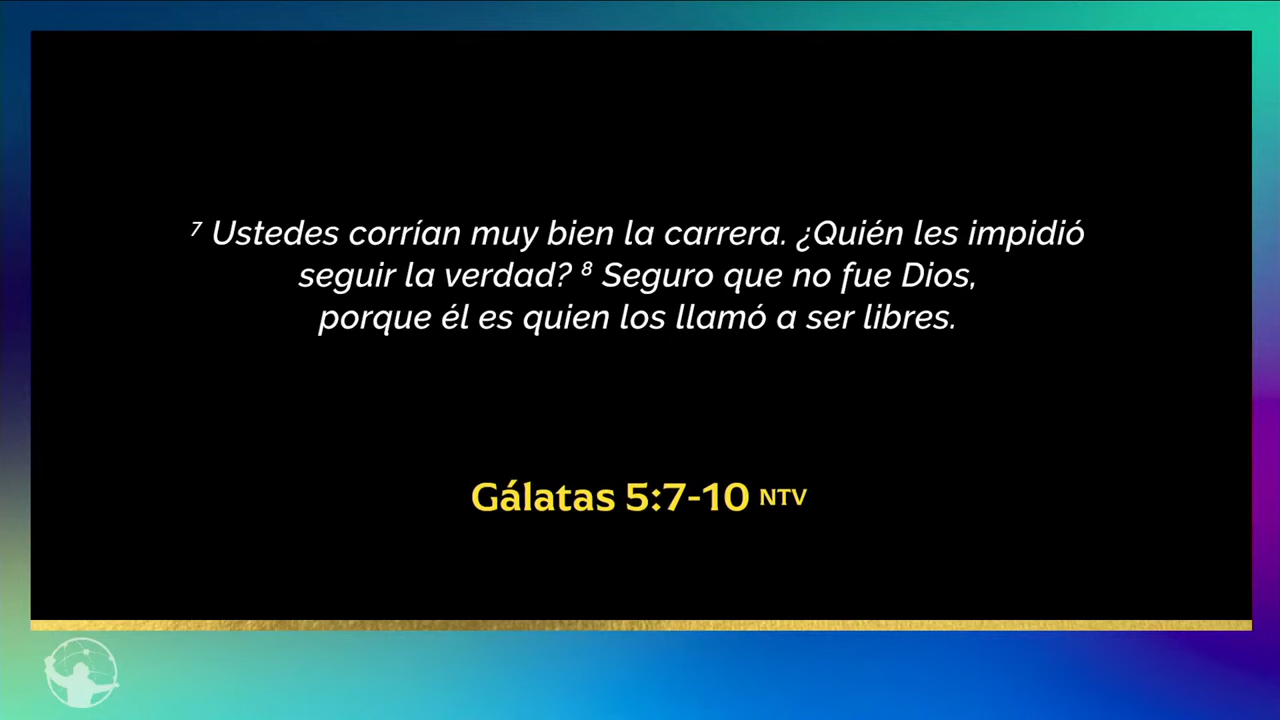 ⁷ Ustedes corrían muy bien la carrera. ¿Quién les impidió
seguir la verdad? ⁸ Seguro que no fue Dios,
porque él es quien los llamó a ser libres.
Gálatas 5:7-10 NTV